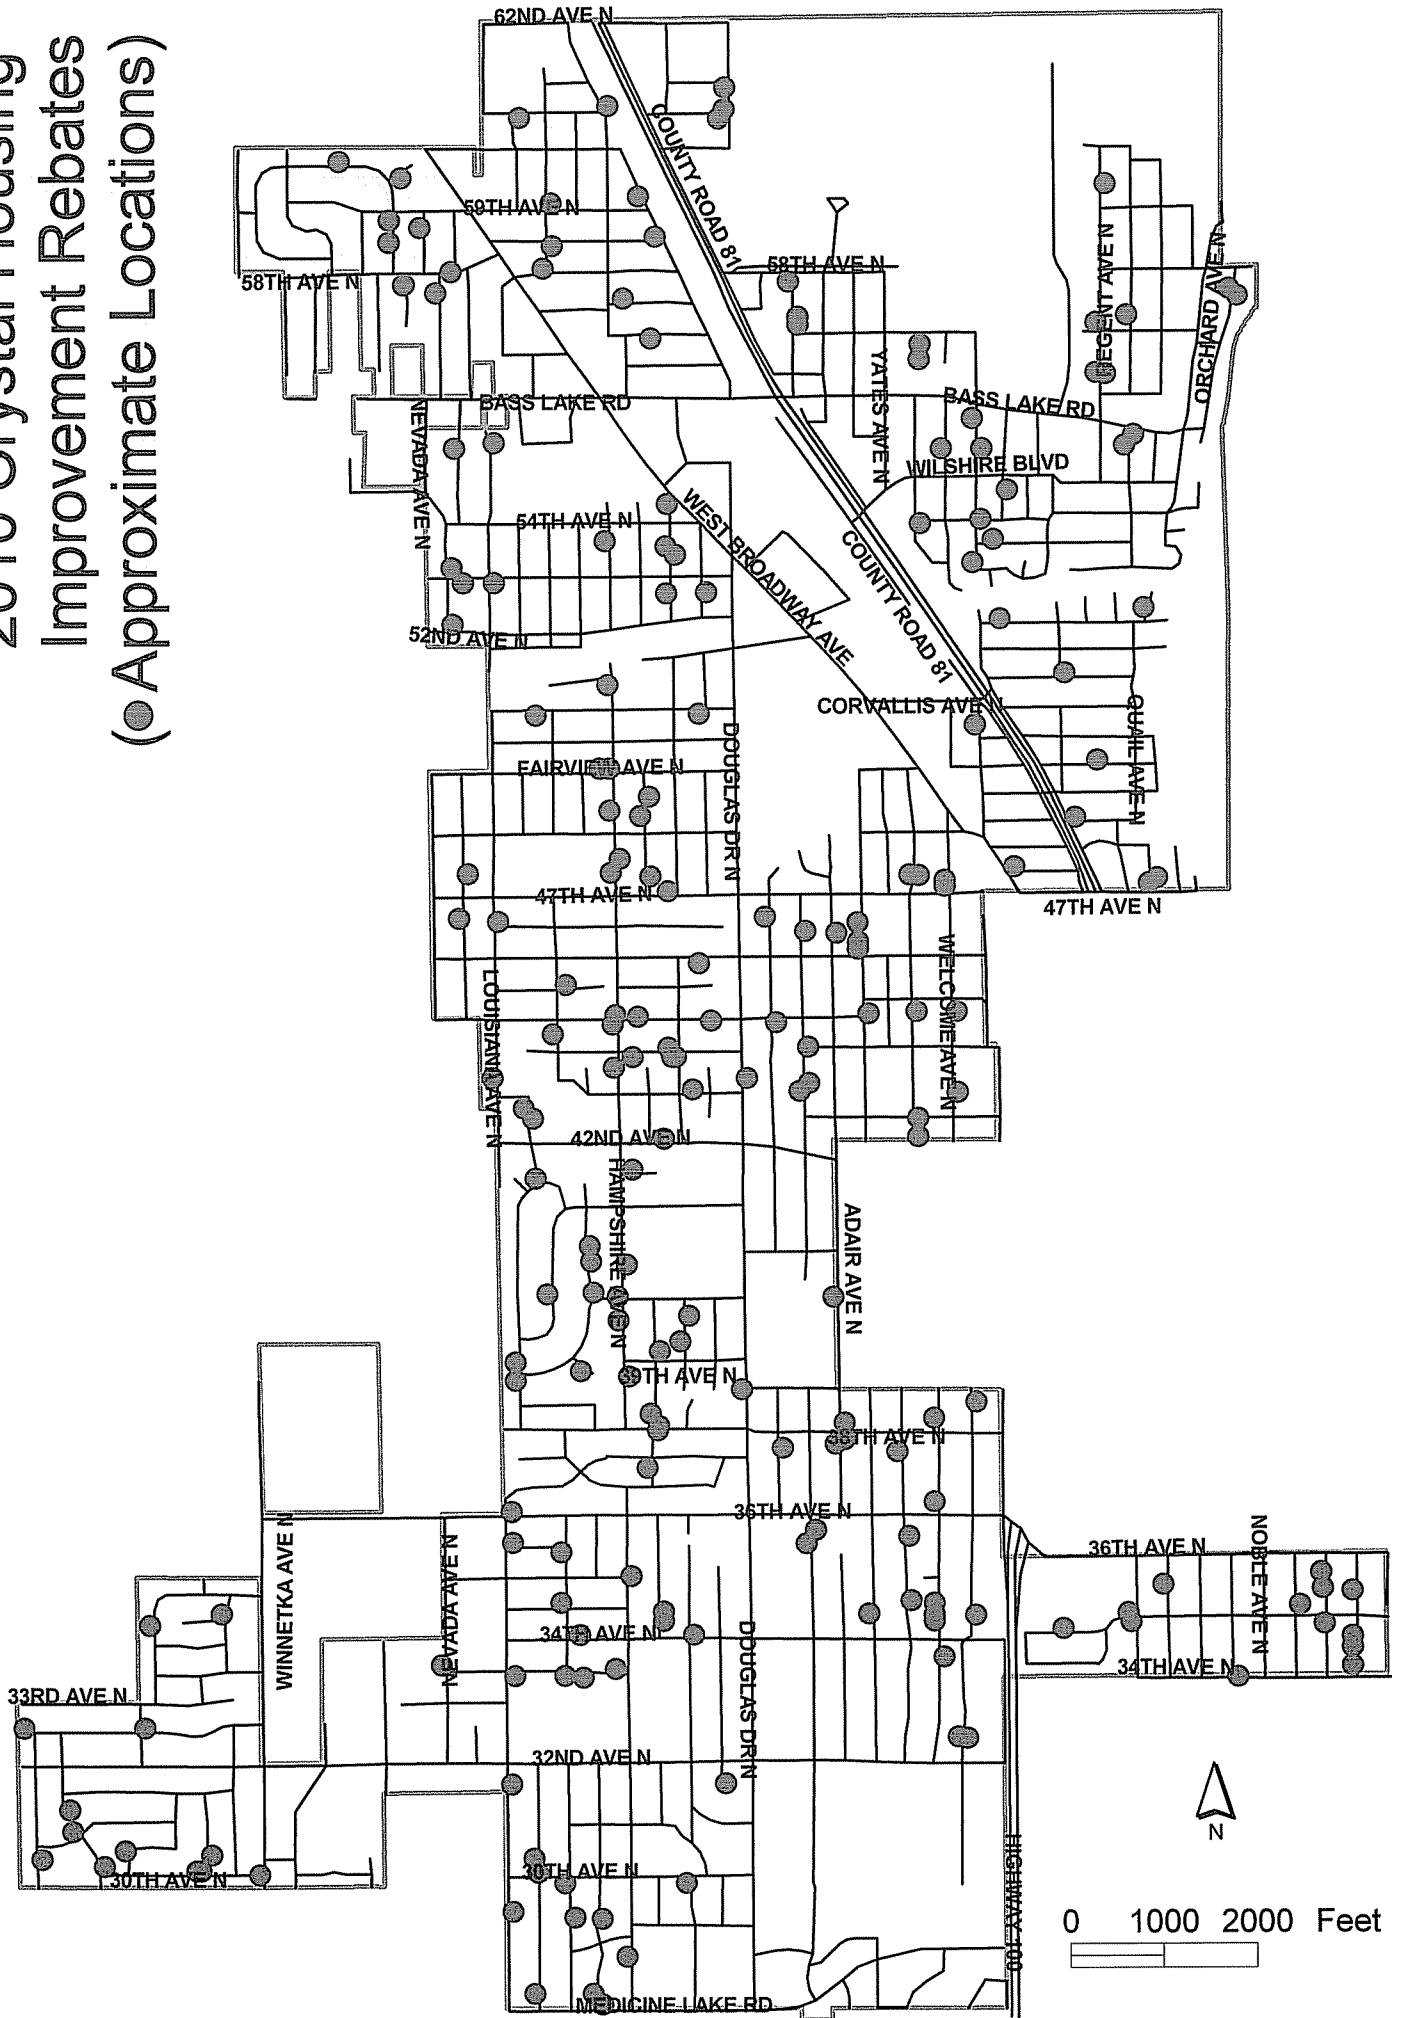 2010 Crystal Housing
Improvement Rebates
(Approximate Locations)
62ND AVE N
COUNTY ROAD 81
59TH AVE N
58TH AVE N
58TH AVE N
REGENT AVE N
ORCHARD AVE N
YATES AVE N
BASS LAKE RD
BASS LAKE RD
NEVADA AVE N
WILSHIRE BLVD
54TH AVE N
WEST BROADWAY AVE
COUNTY ROAD 81
52ND AVE N
CORVALLIS AVE N
QUAIL AVE N
DOUGLAS DR N
FAIRVIEW AVE N
47TH AVE N
47TH AVE N
WELCOME AVE N
LOUISIANA AVE N
42ND AVE N
HAMPSHIRE AVE N
ADAIR AVE N
39TH AVE N
38TH AVE N
36TH AVE N
36TH AVE N
NOBLE AVE N
WINNETKA AVE N
NEVADA AVE N
34TH AVE N
34TH AVE N
DOUGLAS DR N
33RD AVE N
32ND AVE N
30TH AVE N
30TH AVE N
HIGHWAY 100
MEDICINE LAKE RD
N
0 1000 2000 Feet